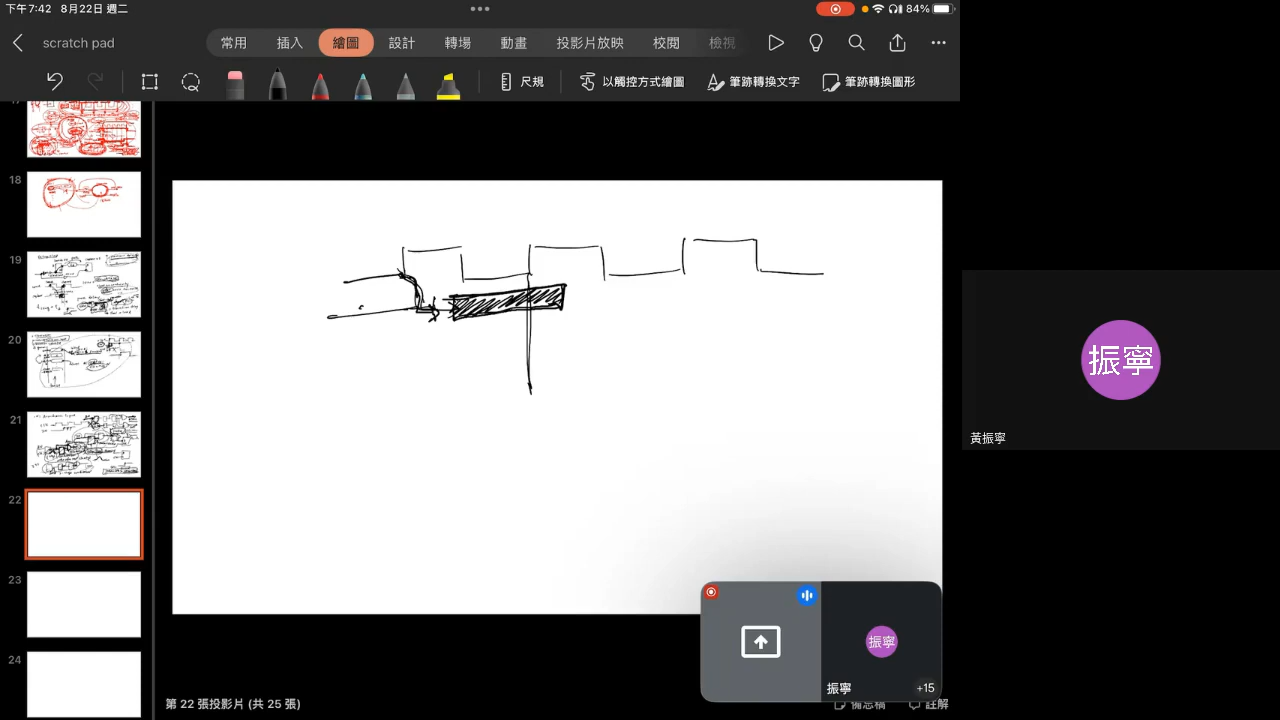 下午7:42 8月22日 週二
84%
scratch pad
常用 插入 繪圖 設計 轉場 動畫 投影片放映 校閱 檢視
尺規 以觸控方式繪圖 筆跡轉換文字 筆跡轉換圖形
18
19
20
21
22
23
24
振寧
黃振寧
振寧
振寧 +15
第 22 張投影片 (共 25 張)
備忘稿 註解